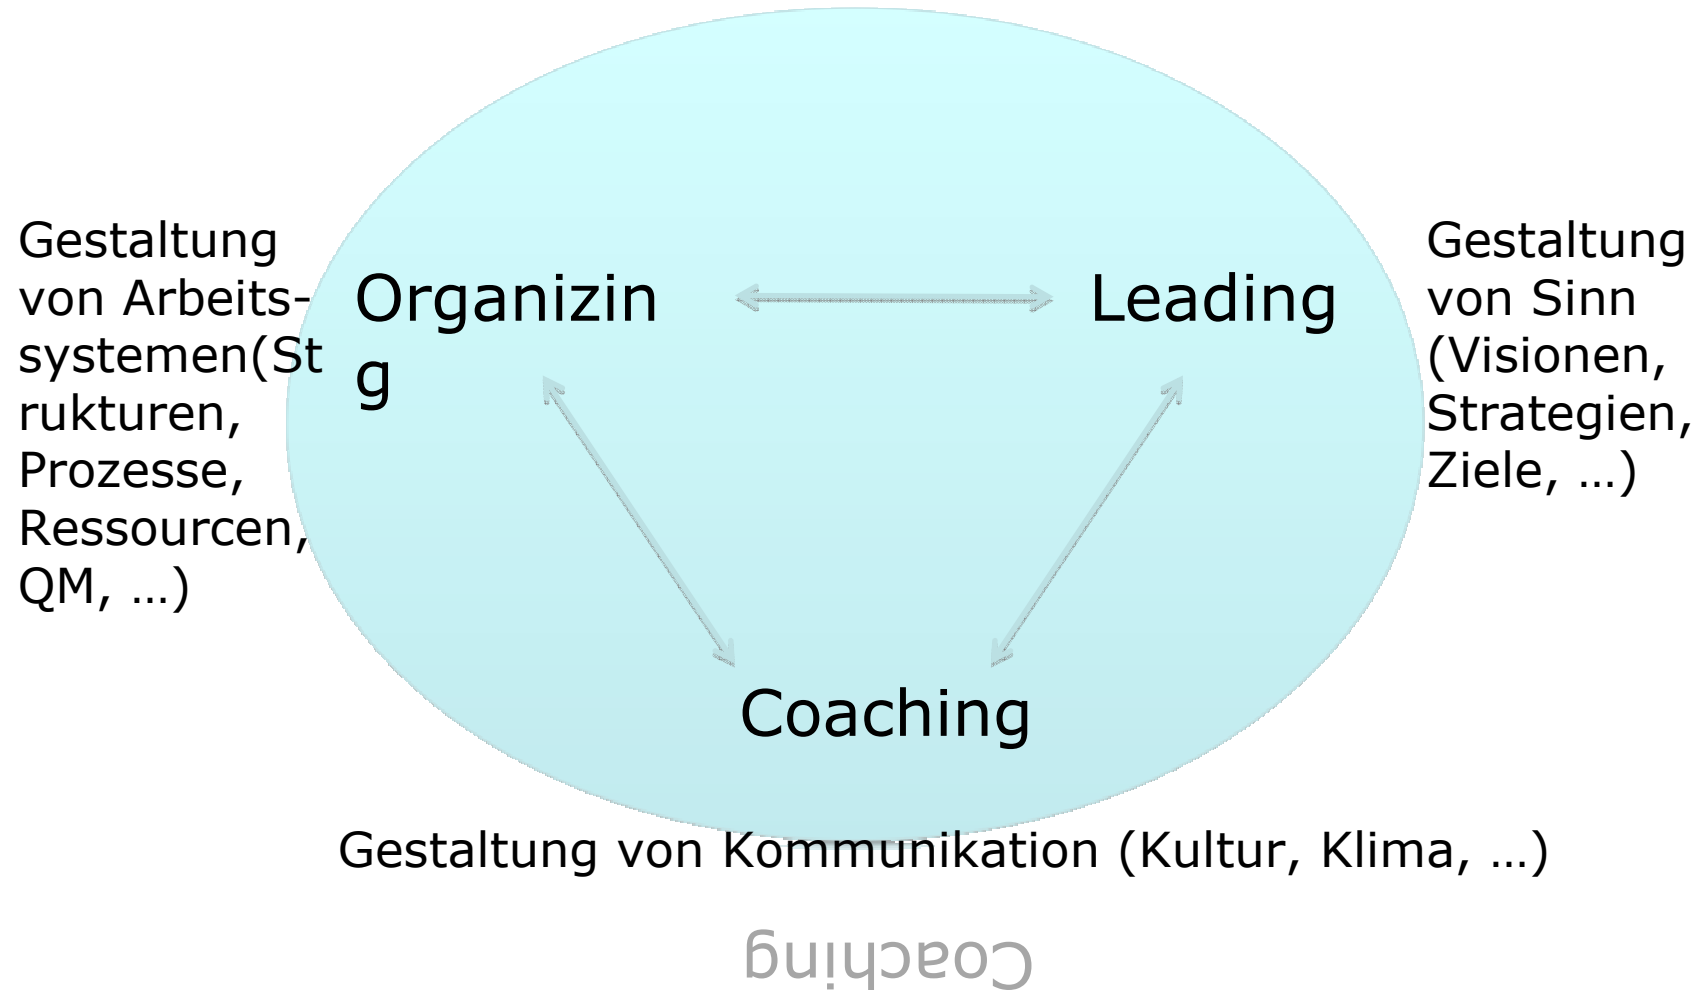 Gestaltung
von Arbeits-
systemen(St
rukturen,
Prozesse,
Ressourcen,
QM, ...)
Organizin
g
Leading
Gestaltung
von Sinn
(Visionen,
Strategien,
Ziele, ...)
Coaching
Gestaltung von Kommunikation (Kultur, Klima, ...)
Coaching